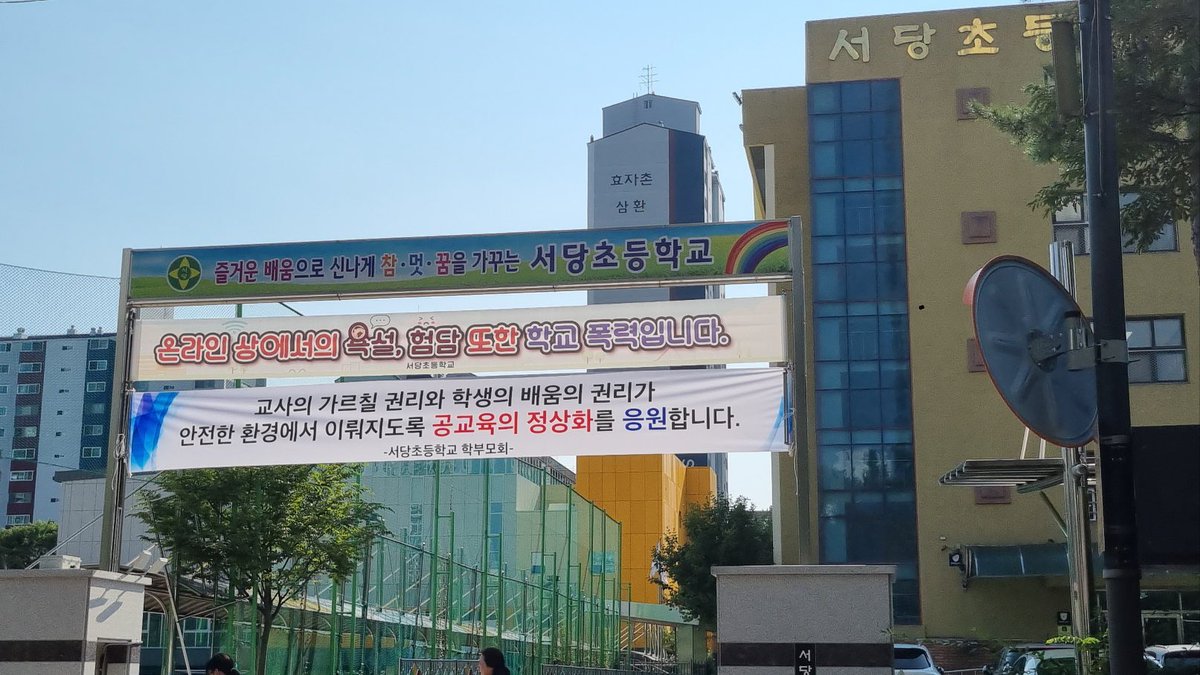 서당초등
효자촌
삼환
즐거운 배움으로 신나게 참·멋·꿈을 가꾸는 서당초등학교
온라인 상에서의 욕설, 험담 또한 학교 폭력입니다.
서당초등학교
교사의 가르칠 권리와 학생의 배움의 권리가
안전한 환경에서 이뤄지도록 공교육의 정상화를 응원합니다.
-서당초등학교 학부모회-
서당